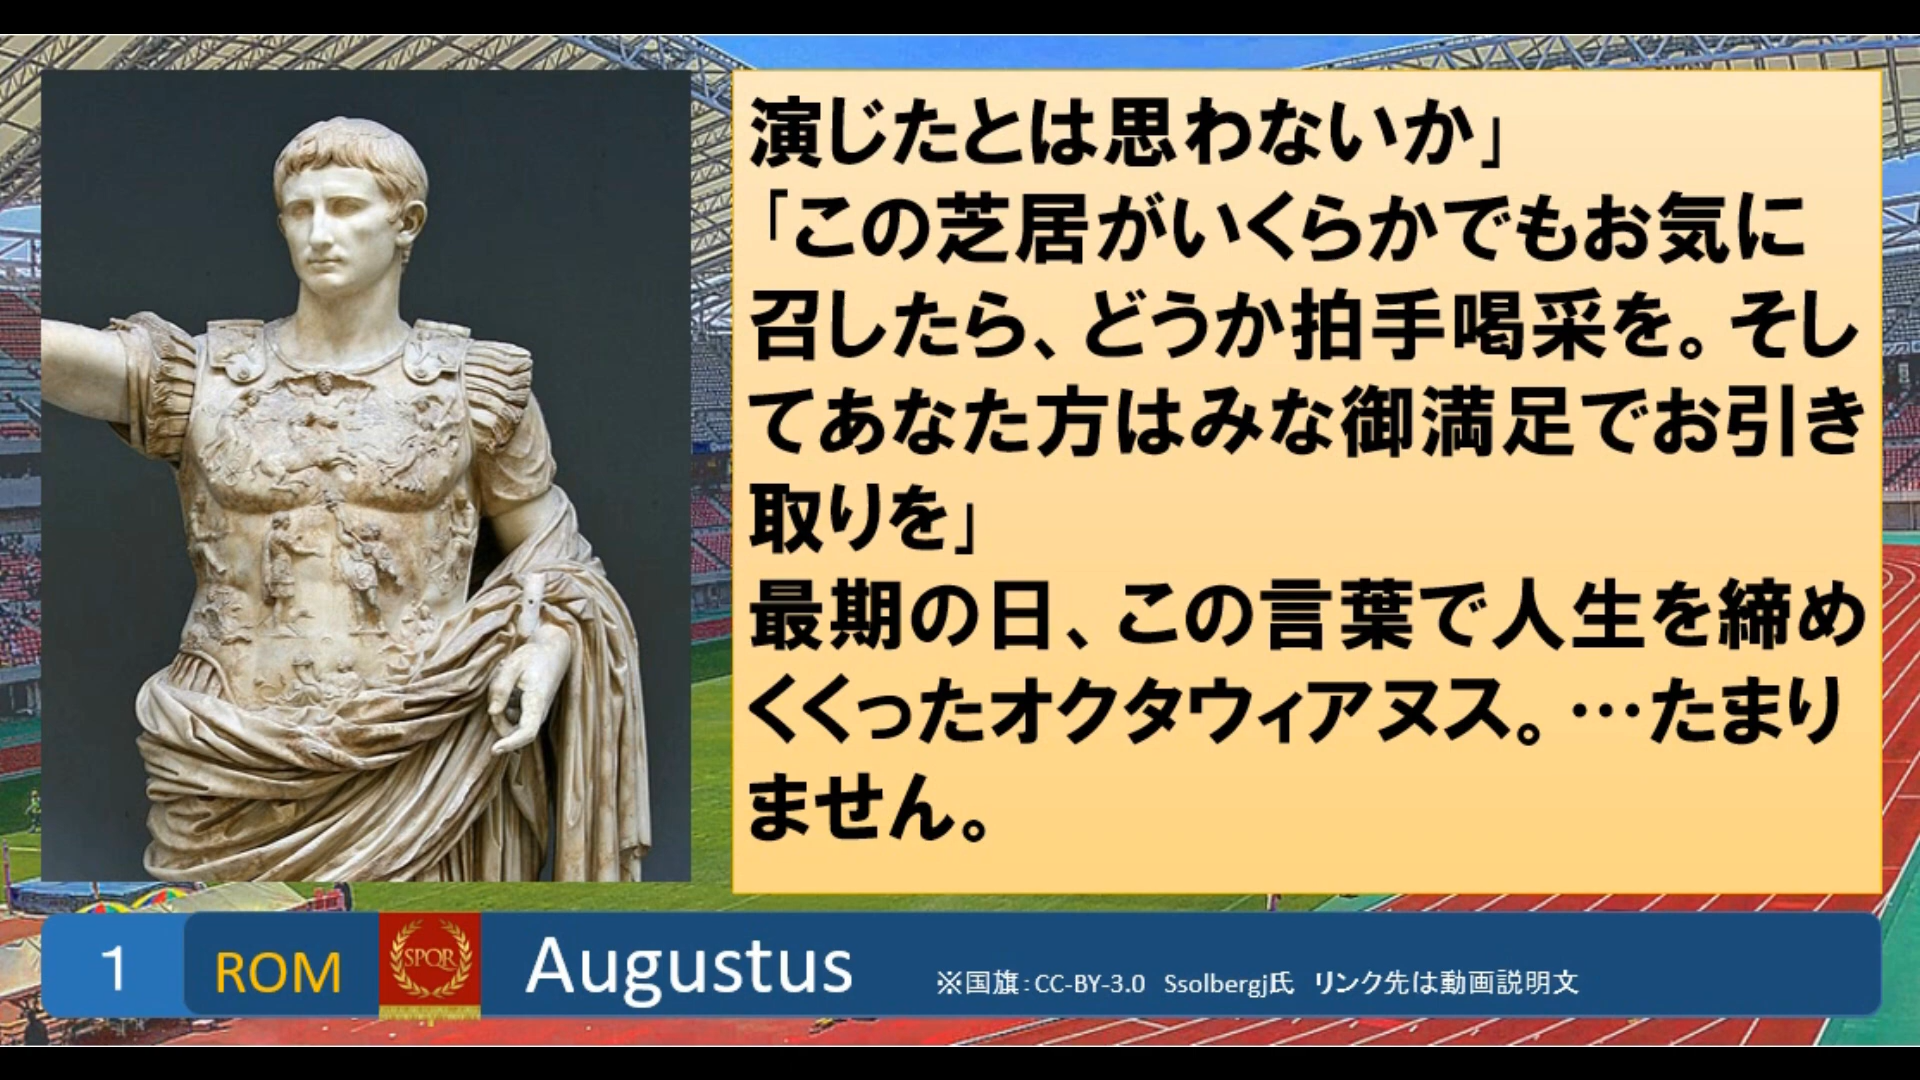 演じたとは思わないか」
「この芝居がいくらかでもお気に
召したら、どうか拍手喝采を。そし
てあなた方はみな御満足でお引き
取りを」
最期の日、この言葉で人生を締め
くくったオクタウィアヌス。…たまり
ません。
1 ROM SPQR Augustus ※国旗：CC-BY-3.0 Ssolbergj氏 リンク先は動画説明文